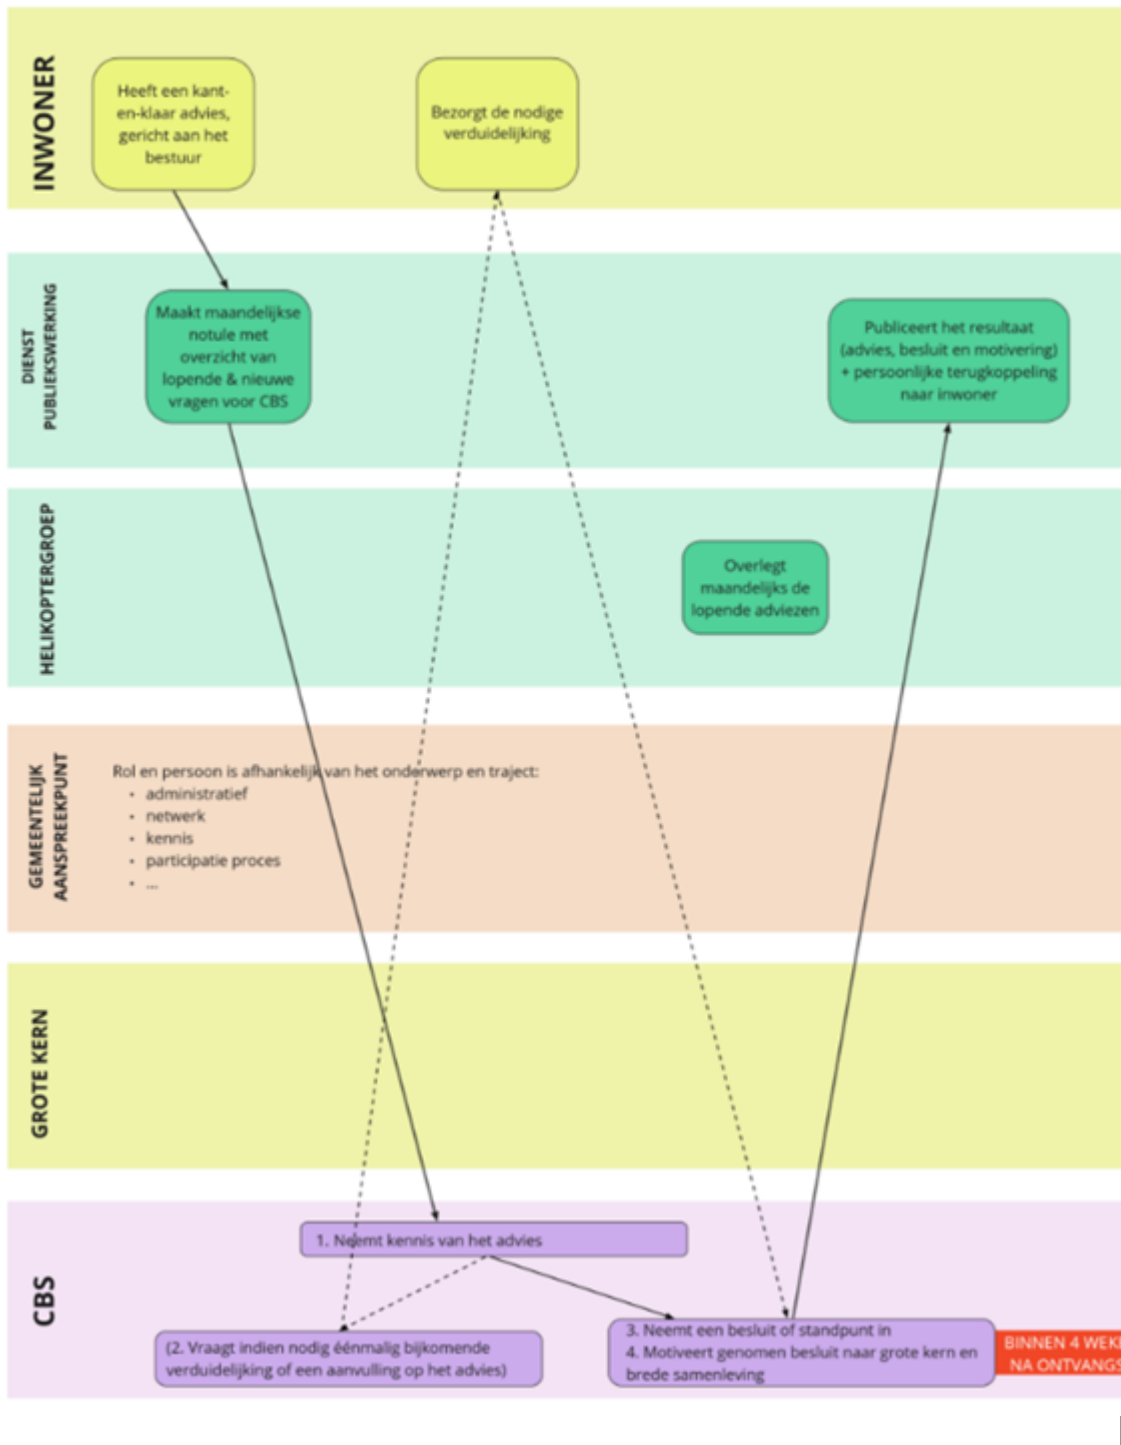 INWONER
Heeft een kant-
en-klaar advies,
gericht aan het
bestuur
Bezorgt de nodige
verduidelijking
DIENST
PUBLIEKSWERKING
Maakt maandelijkse
notule met
overzicht van
lopende & nieuwe
vragen voor CBS
Publiceert het resultaat
(advies, besluit en motivering)
+ persoonlijke terugkoppeling
naar inwoner
HELIKOPTERGROEP
Overlegt
maandelijks de
lopende adviezen
GEMEENTELIJK
AANSPREEKPUNT
Rol en persoon is afhankelijk van het onderwerp en traject:
• administratief
• netwerk
• kennis
• participatie proces
• ...
GROTE KERN
CBS
1. Neemt kennis van het advies
(2. Vraagt indien nodig éénmalig bijkomende
verduidelijking of een aanvulling op het advies)
3. Neemt een besluit of standpunt in
4. Motiveert genomen besluit naar grote kern en
brede samenleving
BINNEN 4
NA